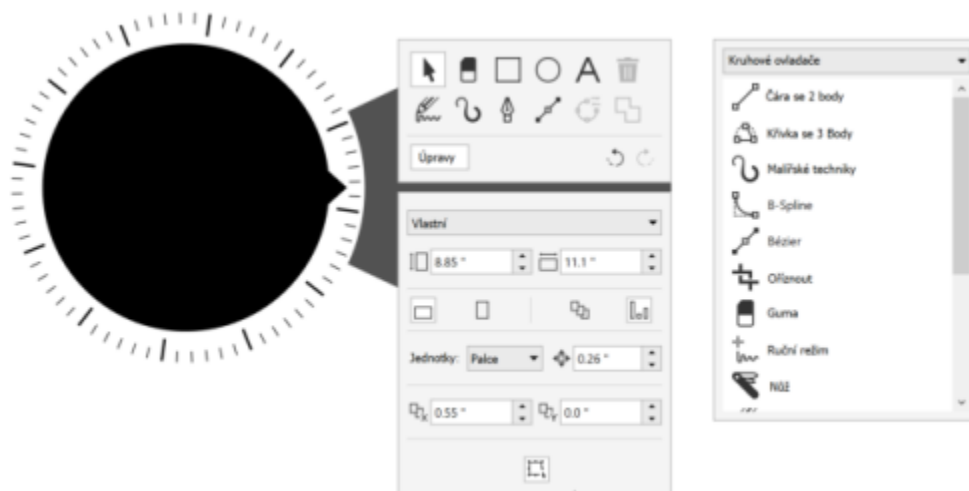 Úpravy
Vlastní
8.85 "
11.1 "
Jednotky: Palce
0.26 "
X 0.55 "
Y 0.0 "
Kruhové ovladače
Čára se 2 body
Křivka se 3 Body
Malířské techniky
B-Spline
Bézier
Oříznout
Guma
Ruční režim
Nůž